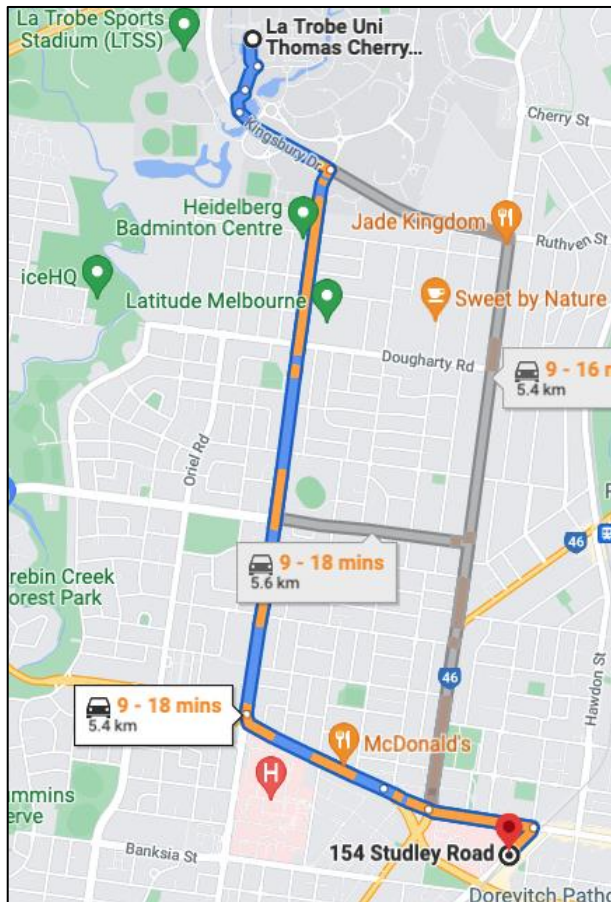 La Trobe Sports
Stadium (LTSS)
La Trobe Uni
Thomas Cherry...
Cherry St
Kingsbury Dr
Heidelberg
Badminton Centre
Jade Kingdom
Ruthven St
iceHQ
Latitude Melbourne
Sweet by Nature
Dougharty Rd
9 - 16 m
5.4 km
Oriel Rd
46
9 - 18 mins
5.6 km
rebin Creek
orest Park
46
Hawdon St
9 - 18 mins
5.4 km
McDonald's
H
ummins
erve
Banksia St
154 Studley Road
Dorevitch Patho